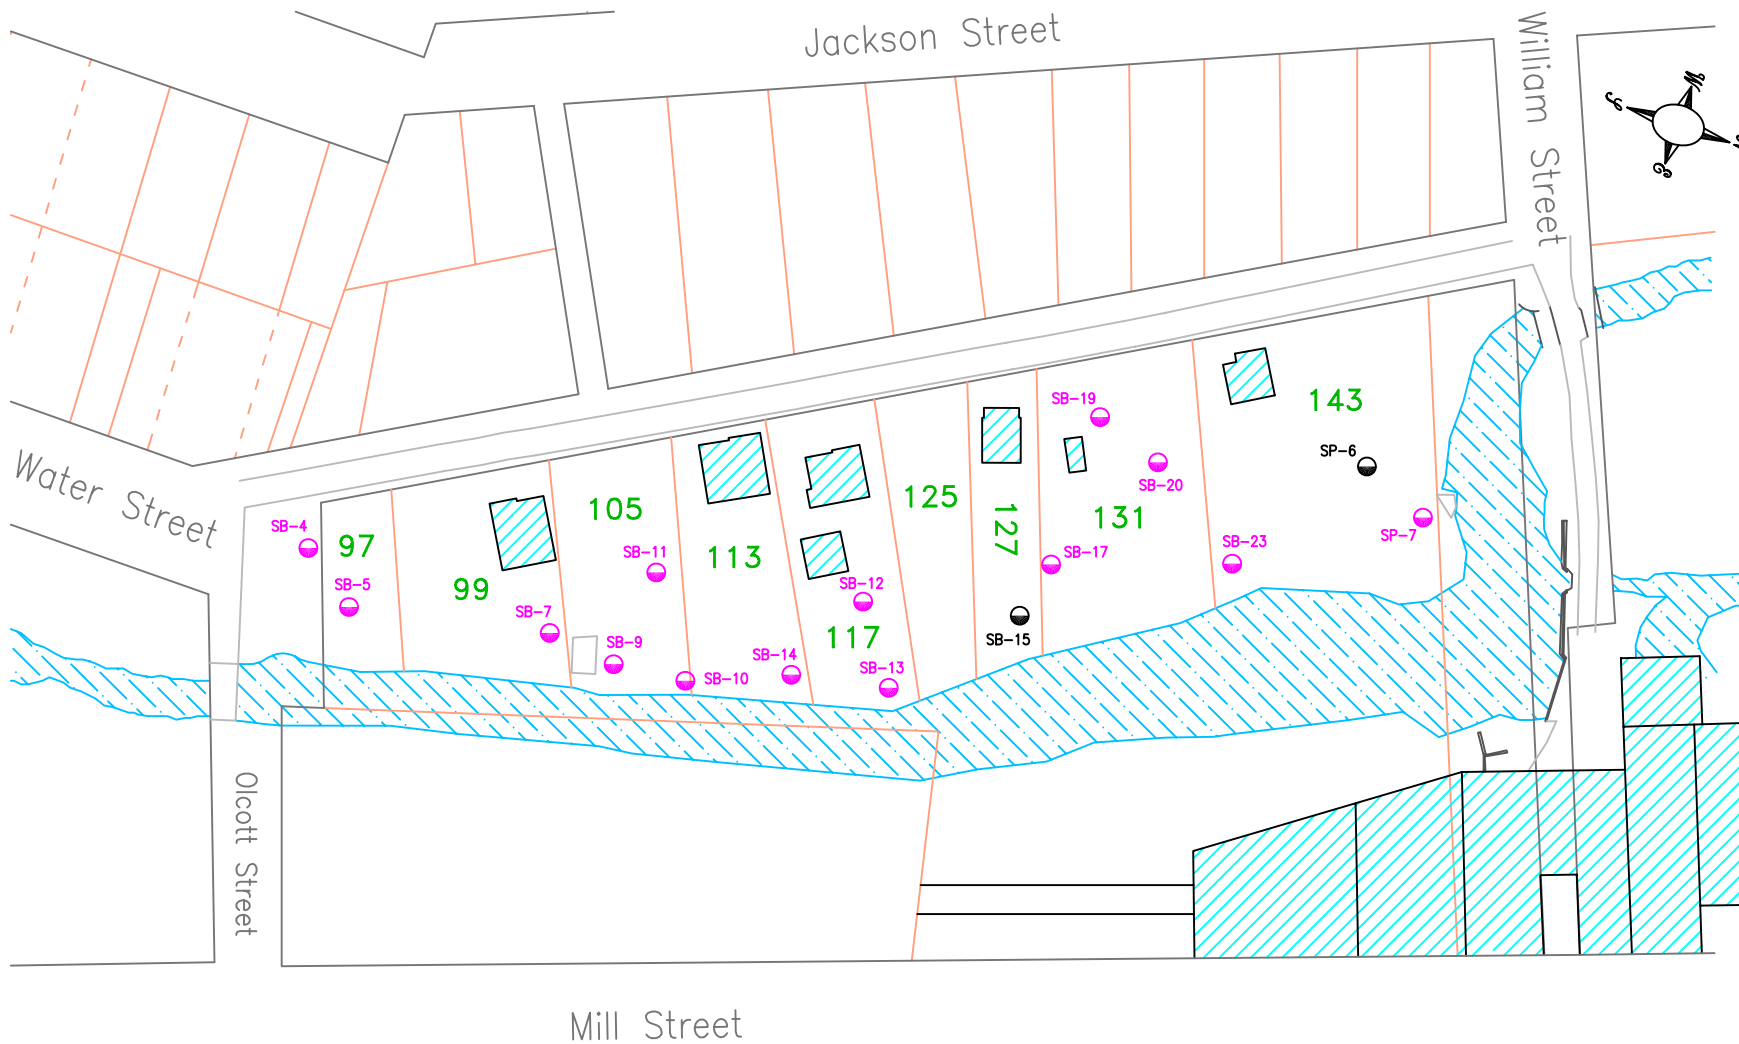 Jackson Street
William Street
W
S
N
E
Water Street
SB-19
143
SP-6
SB-20
125
105
127
131
SB-4
97
SP-7
SB-11
113
SB-17
SB-23
SB-5
99
SB-12
SB-7
117
SB-15
SB-9
SB-14
SB-13
SB-10
Olcott Street
Mill Street